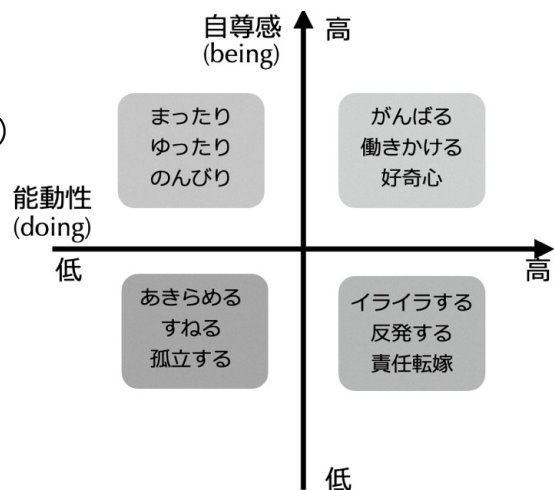 自尊感
(being)
高
)
まったり
ゆったり
のんびり
がんばる
働きかける
好奇心
能動性
(doing)
低
高
あきらめる
すねる
孤立する
イライラする
反発する
責任転嫁
低